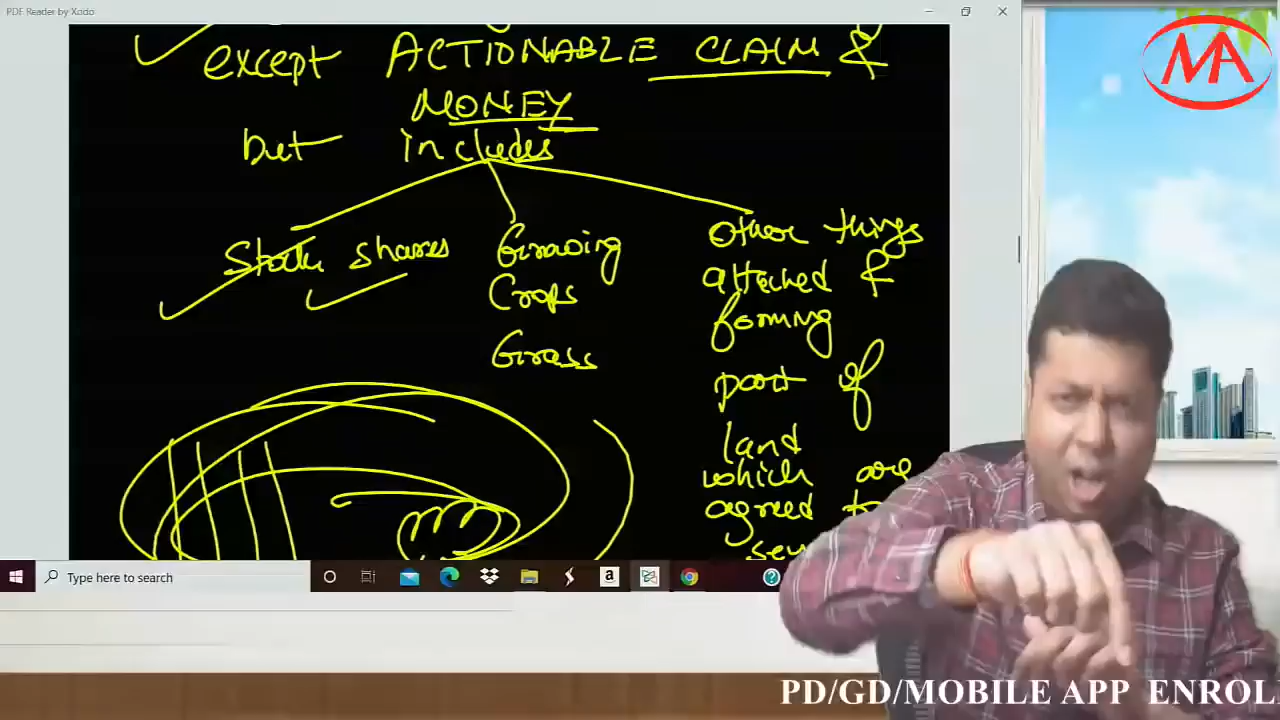 PDF Reader by Xodo
MA
except ACTIONABLE CLAIM &
MONEY
but includes
Stock shares
Growing
Crops
Grass
Other things
attached &
forming
part of
land
which are
agreed to
Type here to search
PD/GD/MOBILE APP ENROL